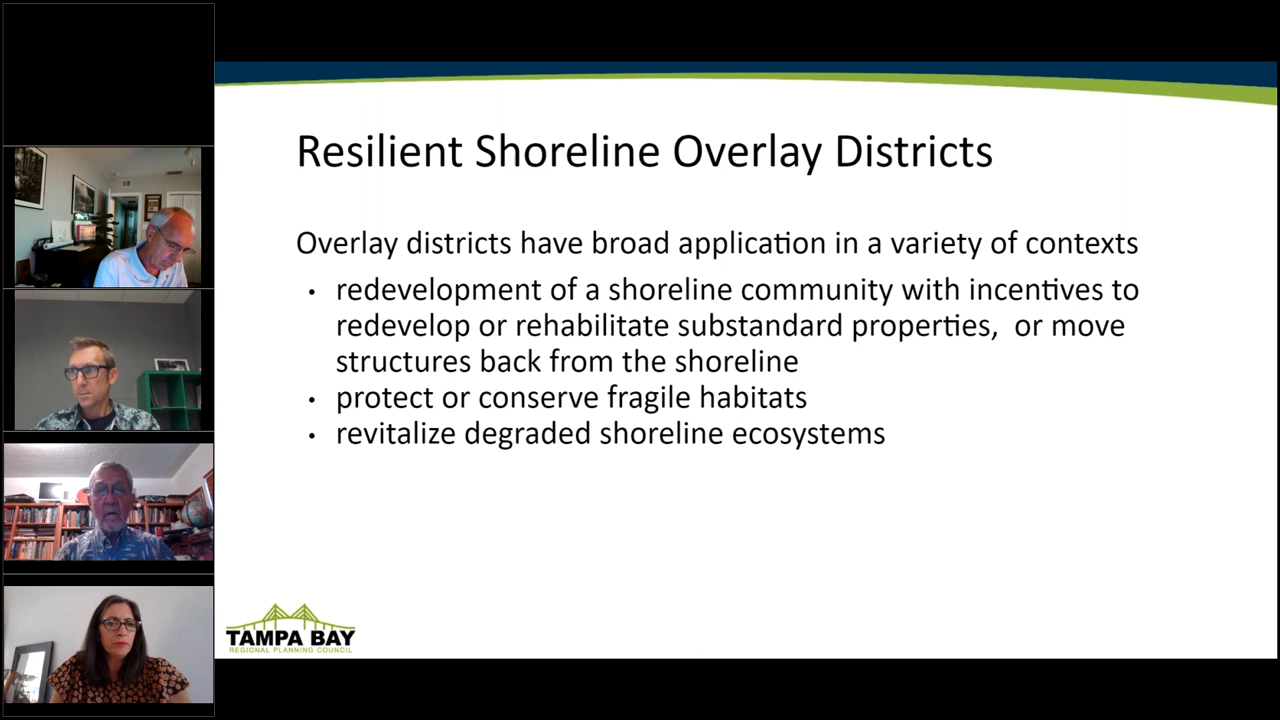 Resilient Shoreline Overlay Districts
Overlay districts have broad application in a variety of contexts
• redevelopment of a shoreline community with incentives to
redevelop or rehabilitate substandard properties,  or move
structures back from the shoreline
• protect or conserve fragile habitats
• revitalize degraded shoreline ecosystems
TAMPA BAY
REGIONAL PLANNING COUNCIL